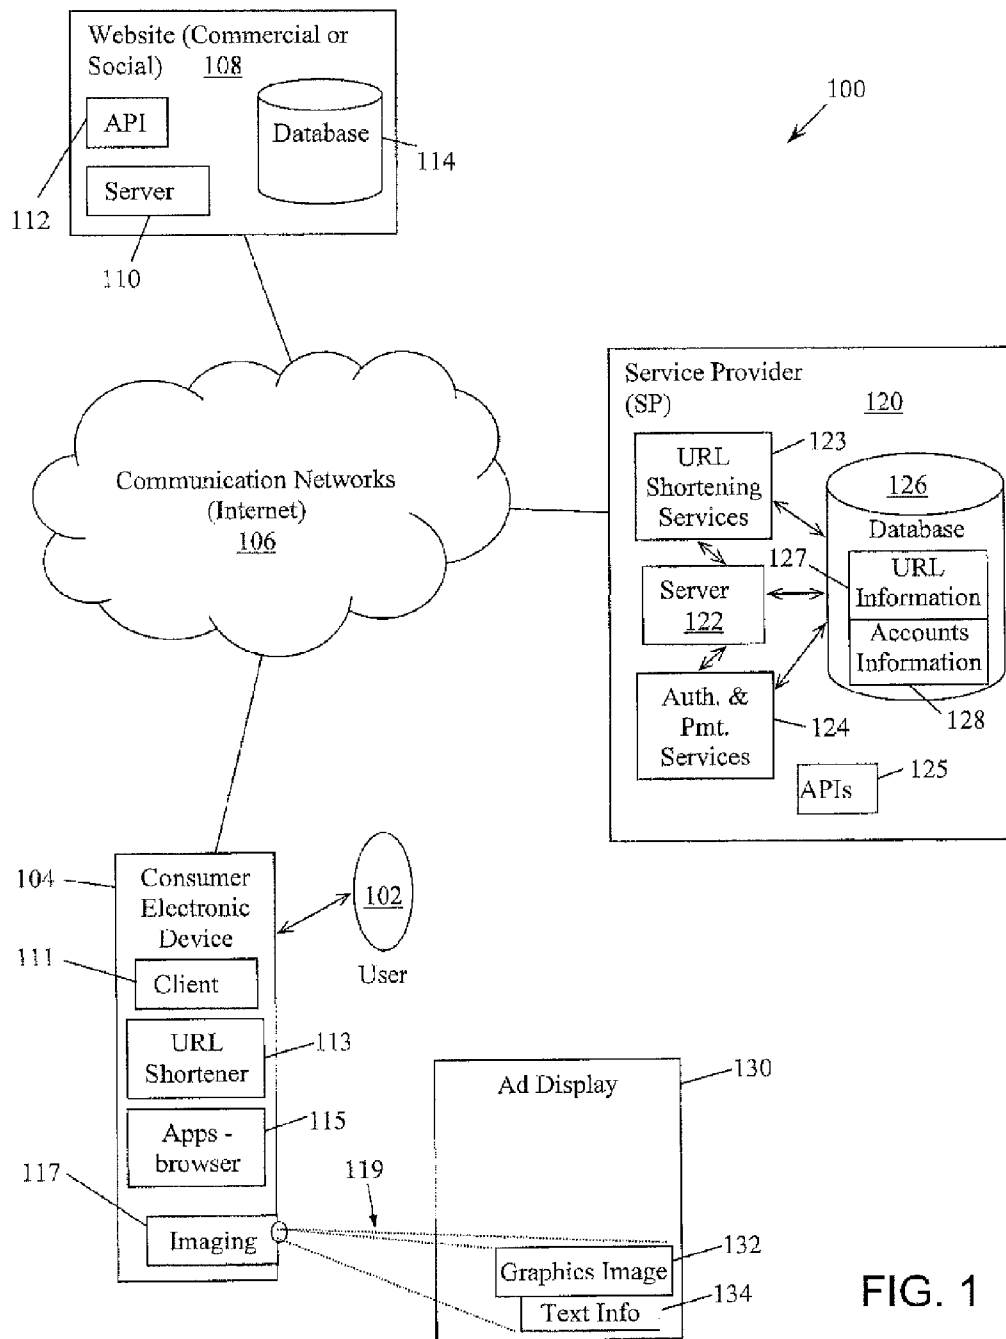 Website (Commercial or
Social) 108
API
Database
Server
112
110
114
100
Communication Networks
(Internet)
106
Service Provider
(SP)
120
URL
Shortening
Services
123
126
Database
127
URL
Information
Accounts
Information
128
Server
122
Auth. &
Pmt.
Services
124
APIs
125
104
Consumer
Electronic
Device
102
User
111
Client
URL
Shortener
113
Apps -
browser
115
117
Imaging
119
Ad Display
130
Graphics Image
132
Text Info
134
FIG. 1